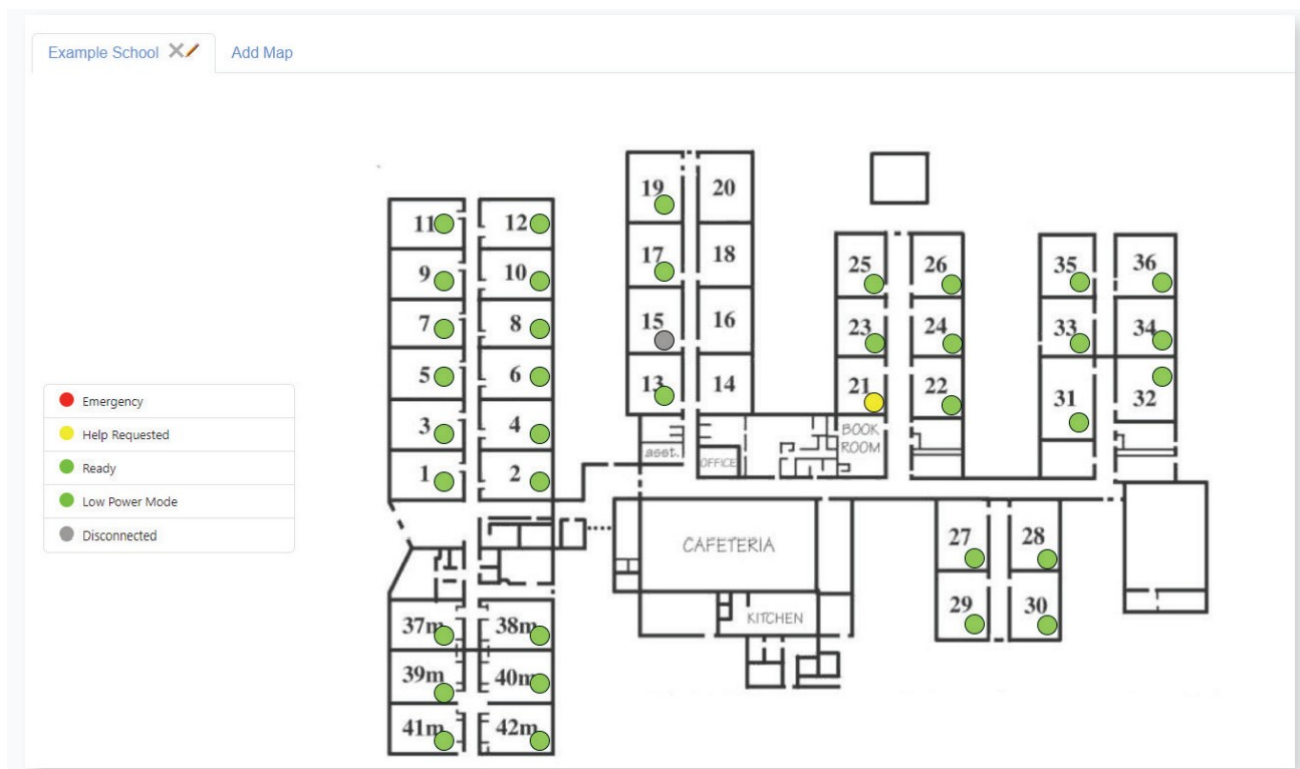 Example School
Add Map
Emergency
Help Requested
Ready
Low Power Mode
Disconnected
11 12
9 10
7 8
5 6
3 4
1 2
19 20
17 18
15 16
13 14
asst.
OFFICE
BOOK
ROOM
25 26
23 24
21 22
35 36
33 34
31 32
CAFETERIA
KITCHEN
27 28
29 30
37m 38m
39m 40m
41m 42m